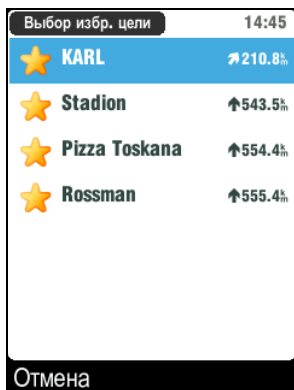 Выбор избр. цели 14:45
KARL 210.8km
Stadion 543.5km
Pizza Toskana 554.4km
Rossman 555.4km
Отмена